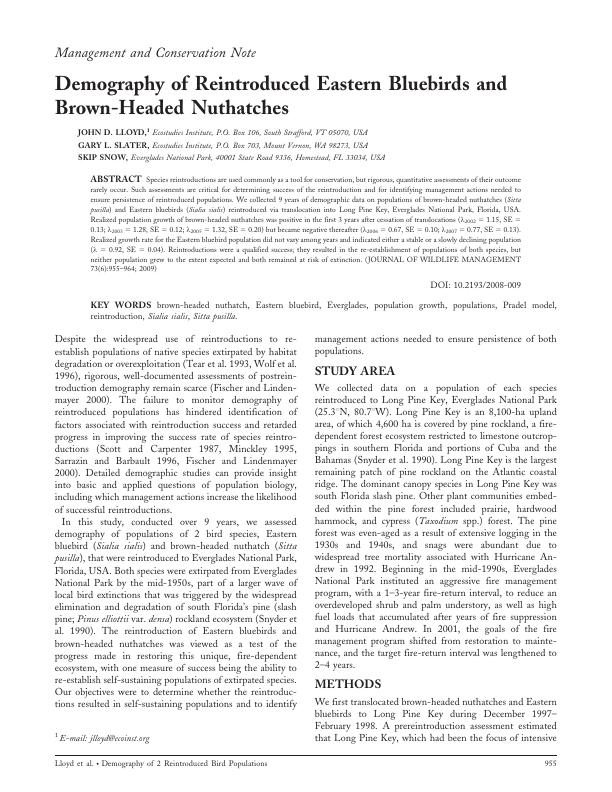 Management and Conservation Note
Demography of Reintroduced Eastern Bluebirds and
Brown-Headed Nuthatches
JOHN D. LLOYD,¹ Ecostudies Institute, P.O. Box 106, South Strafford, VT 05070, USA
GARY L. SLATER, Ecostudies Institute, P.O. Box 703, Mount Vernon, WA 98273, USA
SKIP SNOW, Everglades National Park, 40001 State Road 9336, Homestead, FL 33034, USA
ABSTRACT Species reintroductions are used commonly as a tool for conservation, but rigorous, quantitative assessments of their outcome
rarely occur. Such assessments are critical for determining success of the reintroduction and for identifying management actions needed to
ensure persistence of reintroduced populations. We collected 9 years of demographic data on populations of brown-headed nuthatches (Sitta
pusilla) and Eastern bluebirds (Sialia sialis) reintroduced via translocation into Long Pine Key, Everglades National Park, Florida, USA.
Realized population growth of brown-headed nuthatches was positive in the first 3 years after cessation of translocations (λ2002 = 1.15, SE =
0.13; λ2003 = 1.28, SE = 0.12; λ2005 = 1.32, SE = 0.20) but became negative thereafter (λ2006 = 0.67, SE = 0.10; λ2007 = 0.77, SE = 0.13).
Realized growth rate for the Eastern bluebird population did not vary among years and indicated either a stable or a slowly declining population
(λ = 0.92, SE = 0.04). Reintroductions were a qualified success; they resulted in the re-establishment of populations of both species, but
neither population grew to the extent expected and both remained at risk of extinction. (JOURNAL OF WILDLIFE MANAGEMENT
73(6):955–964; 2009)
DOI: 10.2193/2008-009
KEY WORDS brown-headed nuthatch, Eastern bluebird, Everglades, population growth, populations, Pradel model,
reintroduction, Sialia sialis, Sitta pusilla.
Despite the widespread use of reintroductions to re-
establish populations of native species extirpated by habitat
degradation or overexploitation (Tear et al. 1993, Wolf et al.
1996), rigorous, well-documented assessments of postrein-
troduction demography remain scarce (Fischer and Linden-
mayer 2000). The failure to monitor demography of
reintroduced populations has hindered identification of
factors associated with reintroduction success and retarded
progress in improving the success rate of species reintro-
ductions (Scott and Carpenter 1987, Minckley 1995,
Sarrazin and Barbault 1996, Fischer and Lindenmayer
2000). Detailed demographic studies can provide insight
into basic and applied questions of population biology,
including which management actions increase the likelihood
of successful reintroductions.
In this study, conducted over 9 years, we assessed
demography of populations of 2 bird species, Eastern
bluebird (Sialia sialis) and brown-headed nuthatch (Sitta
pusilla), that were reintroduced to Everglades National Park,
Florida, USA. Both species were extirpated from Everglades
National Park by the mid-1950s, part of a larger wave of
local bird extinctions that was triggered by the widespread
elimination and degradation of south Florida's pine (slash
pine; Pinus elliottii var. densa) rockland ecosystem (Snyder et
al. 1990). The reintroduction of Eastern bluebirds and
brown-headed nuthatches was viewed as a test of the
progress made in restoring this unique, fire-dependent
ecosystem, with one measure of success being the ability to
re-establish self-sustaining populations of extirpated species.
Our objectives were to determine whether the reintroduc-
tions resulted in self-sustaining populations and to identify
¹ E-mail: jlloyd@ecoinst.org
management actions needed to ensure persistence of both
populations.
STUDY AREA
We collected data on a population of each species
reintroduced to Long Pine Key, Everglades National Park
(25.3°N, 80.7°W). Long Pine Key is an 8,100-ha upland
area, of which 4,600 ha is covered by pine rockland, a fire-
dependent forest ecosystem restricted to limestone outcrop-
pings in southern Florida and portions of Cuba and the
Bahamas (Snyder et al. 1990). Long Pine Key is the largest
remaining patch of pine rockland on the Atlantic coastal
ridge. The dominant canopy species in Long Pine Key was
south Florida slash pine. Other plant communities embed-
ded within the pine forest included prairie, hardwood
hammock, and cypress (Taxodium spp.) forest. The pine
forest was even-aged as a result of extensive logging in the
1930s and 1940s, and snags were abundant due to
widespread tree mortality associated with Hurricane An-
drew in 1992. Beginning in the mid-1990s, Everglades
National Park instituted an aggressive fire management
program, with a 1–3-year fire-return interval, to reduce an
overdeveloped shrub and palm understory, as well as high
fuel loads that accumulated after years of fire suppression
and Hurricane Andrew. In 2001, the goals of the fire
management program shifted from restoration to mainte-
nance, and the target fire-return interval was lengthened to
2–4 years.
METHODS
We first translocated brown-headed nuthatches and Eastern
bluebirds to Long Pine Key during December 1997–
February 1998. A prereintroduction assessment estimated
that Long Pine Key, which had been the focus of intensive
Lloyd et al. • Demography of 2 Reintroduced Bird Populations
955